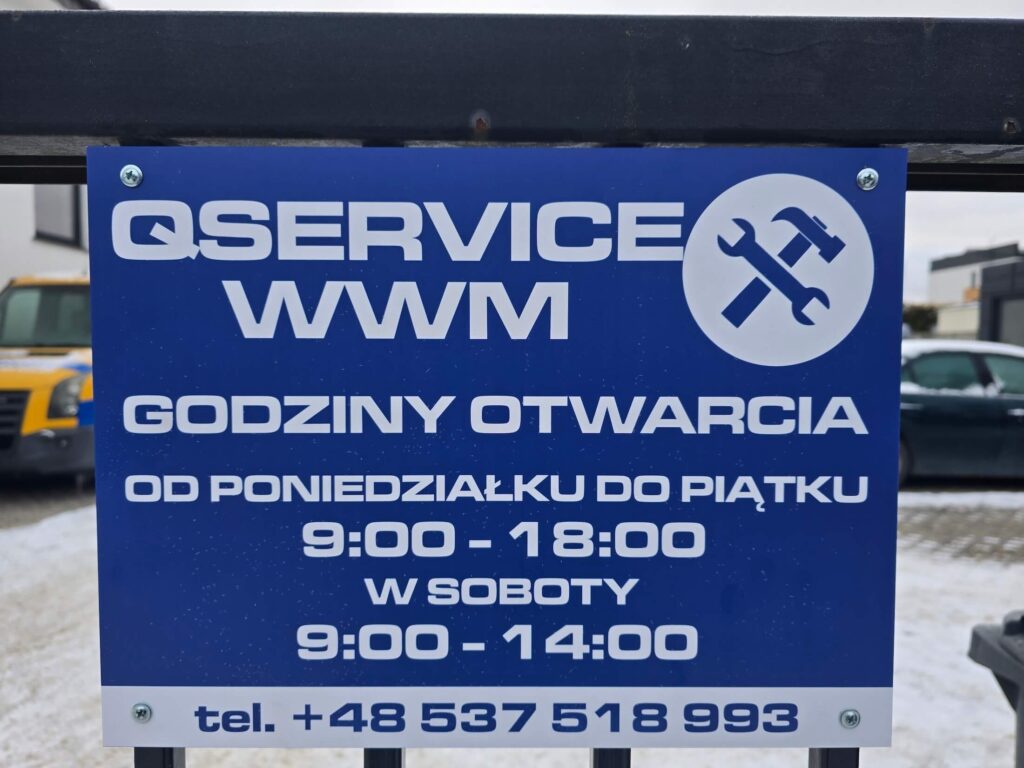 QSERVICE
WWM
GODZINY OTWARCIA
OD PONIEDZIAŁKU DO PIĄTKU
9:00 - 18:00
W SOBOTY
9:00 - 14:00
tel. +48 537 518 993